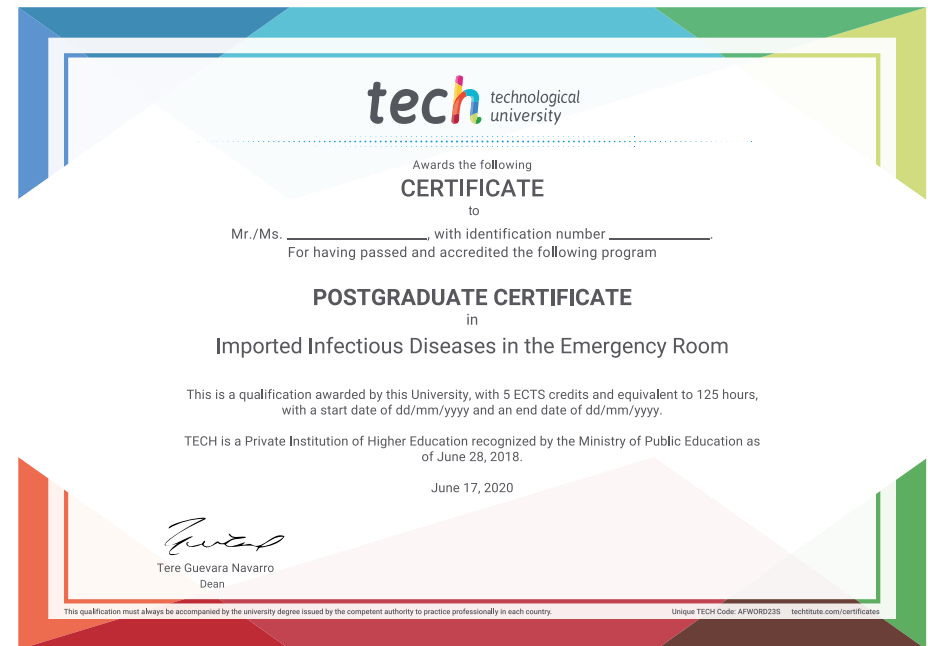 tech technological
university
Awards the following
CERTIFICATE
to
Mr./Ms. ____________________, with identification number ______________.
For having passed and accredited the following program
POSTGRADUATE CERTIFICATE
in
Imported Infectious Diseases in the Emergency Room
This is a qualification awarded by this University, with 5 ECTS credits and equivalent to 125 hours,
with a start date of dd/mm/yyyy and an end date of dd/mm/yyyy.
TECH is a Private Institution of Higher Education recognized by the Ministry of Public Education as
of June 28, 2018.
June 17, 2020
Tere Guevara Navarro
Dean
This qualification must always be accompanied by the university degree issued by the competent authority to practice professionally in each country.
Unique TECH Code: AFWORD23S techtitute.com/certificates